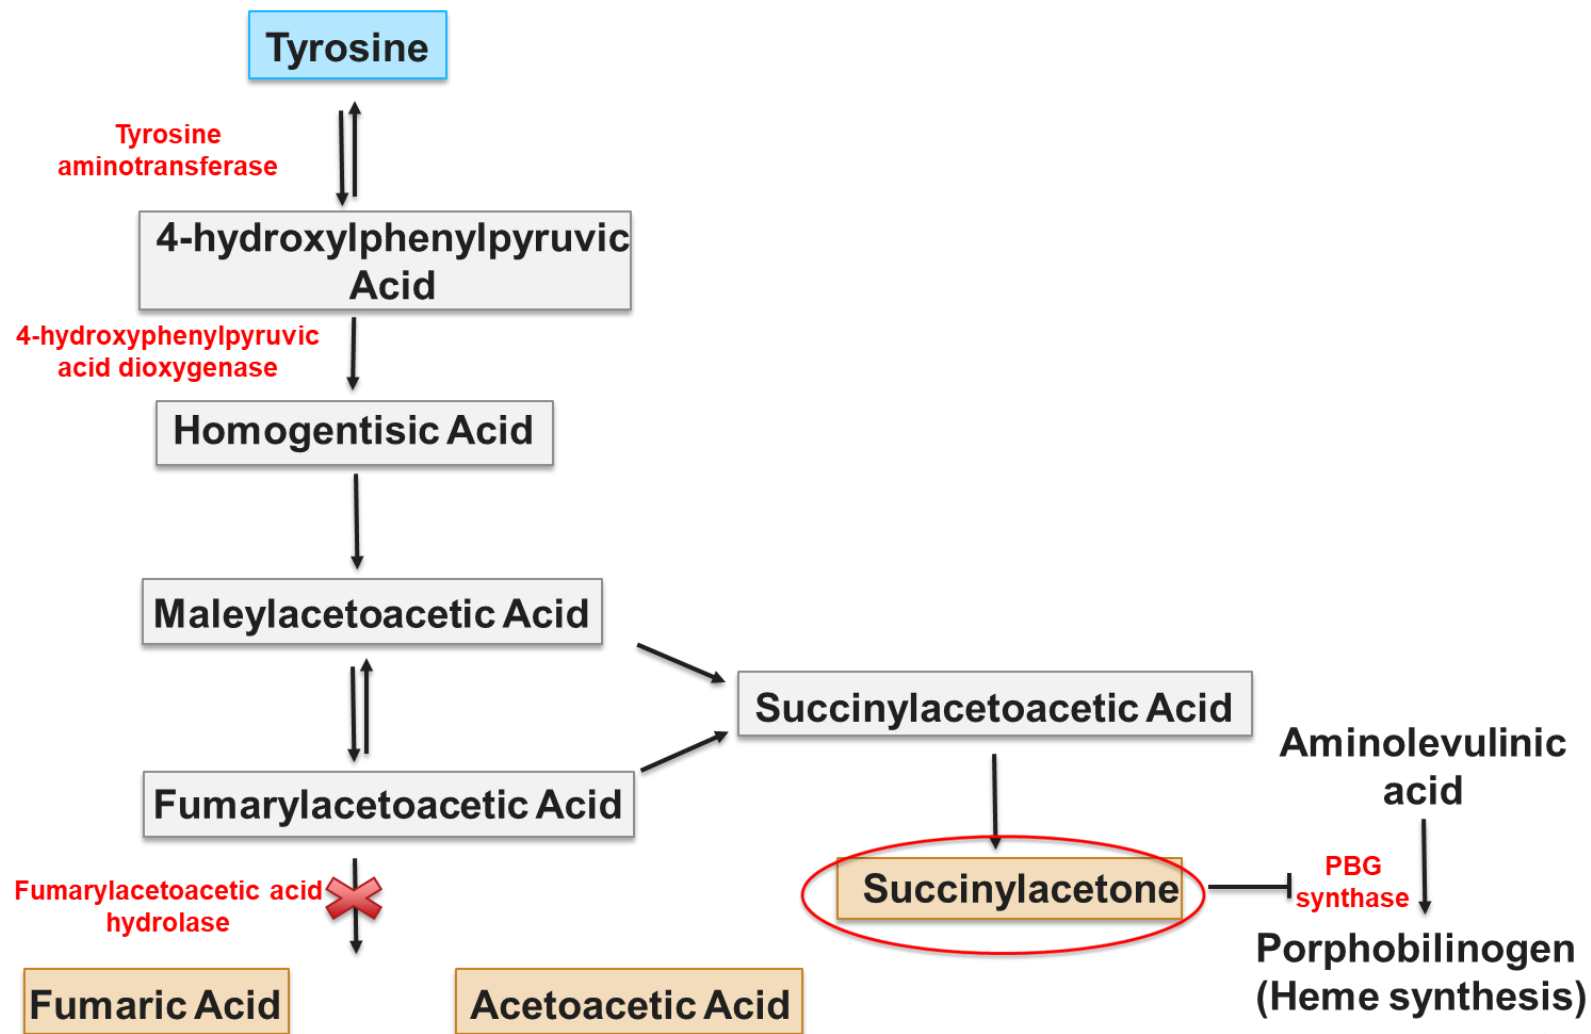 Tyrosine
Tyrosine
aminotransferase
4-hydroxylphenylpyruvic
Acid
4-hydroxyphenylpyruvic
acid dioxygenase
Homogentisic Acid
Maleylacetoacetic Acid
Succinylacetoacetic Acid
Aminolevulinic
acid
Fumarylacetoacetic Acid
Fumarylacetoacetic acid
hydrolase
Succinylacetone
PBG
synthase
Porphobilinogen
(Heme synthesis)
Fumaric Acid
Acetoacetic Acid